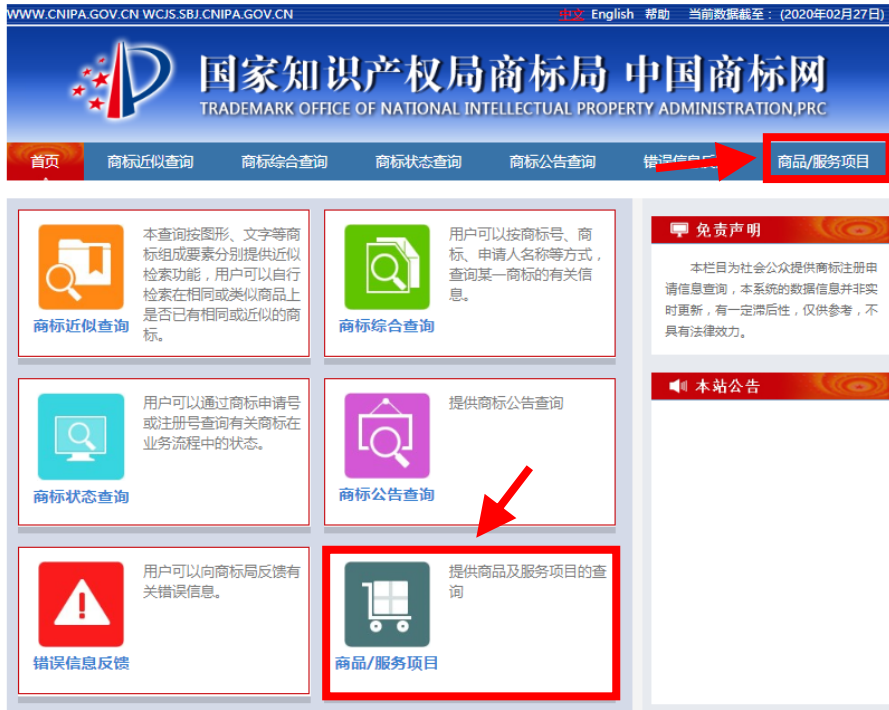 WWW.CNIPA.GOV.CN WCJS.SBJ.CNIPA.GOV.CN
中文 English 帮助 当前数据截至：(2020年02月27日)
国家知识产权局商标局 中国商标网
TRADEMARK OFFICE OF NATIONAL INTELLECTUAL PROPERTY ADMINISTRATION,PRC
首页 商标近似查询 商标综合查询 商标状态查询 商标公告查询 错误信息反 商品/服务项目
本查询按图形、文字等商
标组成要素分别提供近似
检索功能，用户可以自行
检索在相同或类似商品上
是否已有相同或近似的商
标。
商标近似查询
用户可以按商标号、商
标、申请人名称等方式，
查询某一商标的有关信
息。
商标综合查询
用户可以通过商标申请号
或注册号查询有关商标在
业务流程中的状态。
商标状态查询
提供商标公告查询
商标公告查询
用户可以向商标局反馈有
关错误信息。
错误信息反馈
提供商品及服务项目的查
询
商品/服务项目
免责声明
本栏目为社会公众提供商标注册申
请信息查询，本系统的数据信息并非实
时更新，有一定滞后性，仅供参考，不
具有法律效力。
本站公告